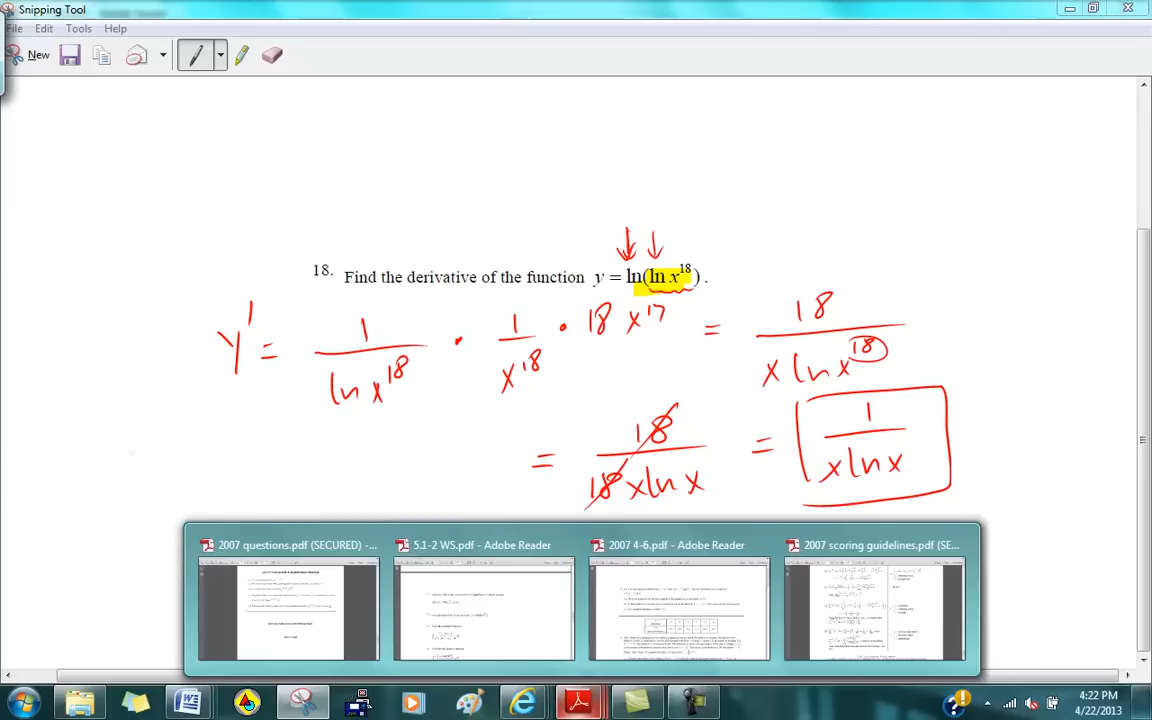 Snipping Tool
File Edit Tools Help
New
18. Find the derivative of the function y = ln(ln x^18).
y' = 1/(ln x^18) · 1/x^18 · 18 x^17 = 18/(x ln x^18)
= 18/(18 x ln x) = 1/(x ln x)
2007 questions.pdf (SECURED) -... 5.1-2 WS.pdf - Adobe Reader 2007 4-6.pdf - Adobe Reader 2007 scoring guidelines.pdf (SE...
4:22 PM
4/22/2013